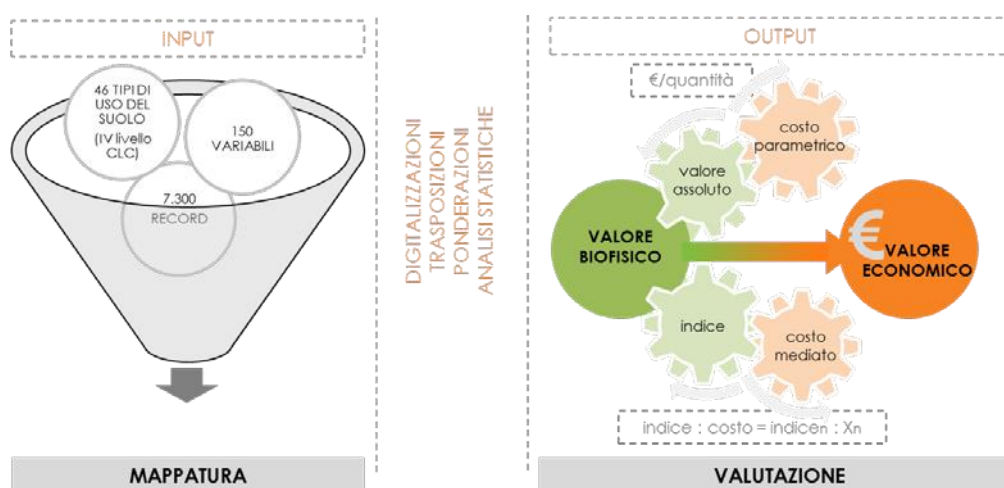 INPUT
46 TIPI DI
USO DEL
SUOLO
(IV livello
CLC)
150
VARIABILI
7.300
RECORD
MAPPATURA
DIGITALIZZAZIONI
TRASPOSIZIONI
PONDERAZIONI
ANALISI STATISTICHE
OUTPUT
€/quantità
costo
parametrico
valore
assoluto
VALORE
BIOFISICO
€
VALORE
ECONOMICO
indice
costo
mediato
indice : costo = indicen : Xn
VALUTAZIONE